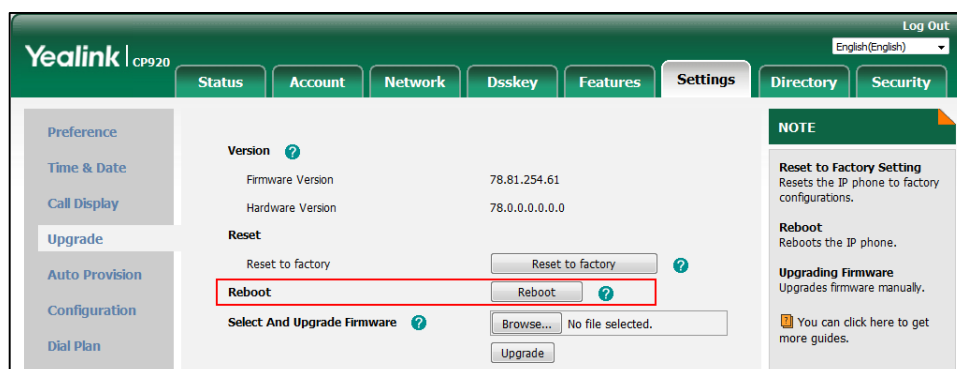 Log Out
Yealink CP920
English(English)
Status Account Network Dsskey Features Settings Directory Security
Preference
Time & Date
Call Display
Upgrade
Auto Provision
Configuration
Dial Plan
Version
Firmware Version 78.81.254.61
Hardware Version 78.0.0.0.0.0.0
Reset
Reset to factory Reset to factory
Reboot Reboot
Select And Upgrade Firmware Browse... No file selected.
Upgrade
NOTE
Reset to Factory Setting
Resets the IP phone to factory
configurations.
Reboot
Reboots the IP phone.
Upgrading Firmware
Upgrades firmware manually.
You can click here to get
more guides.